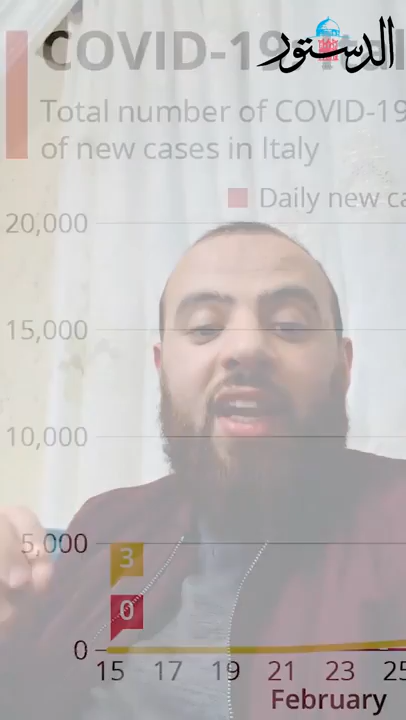 الدستور
COVID-19
Total number of COVID-19
of new cases in Italy
Daily new ca
20,000
15,000
10,000
5,000
3
0
0
15 17 19 21 23 25
February